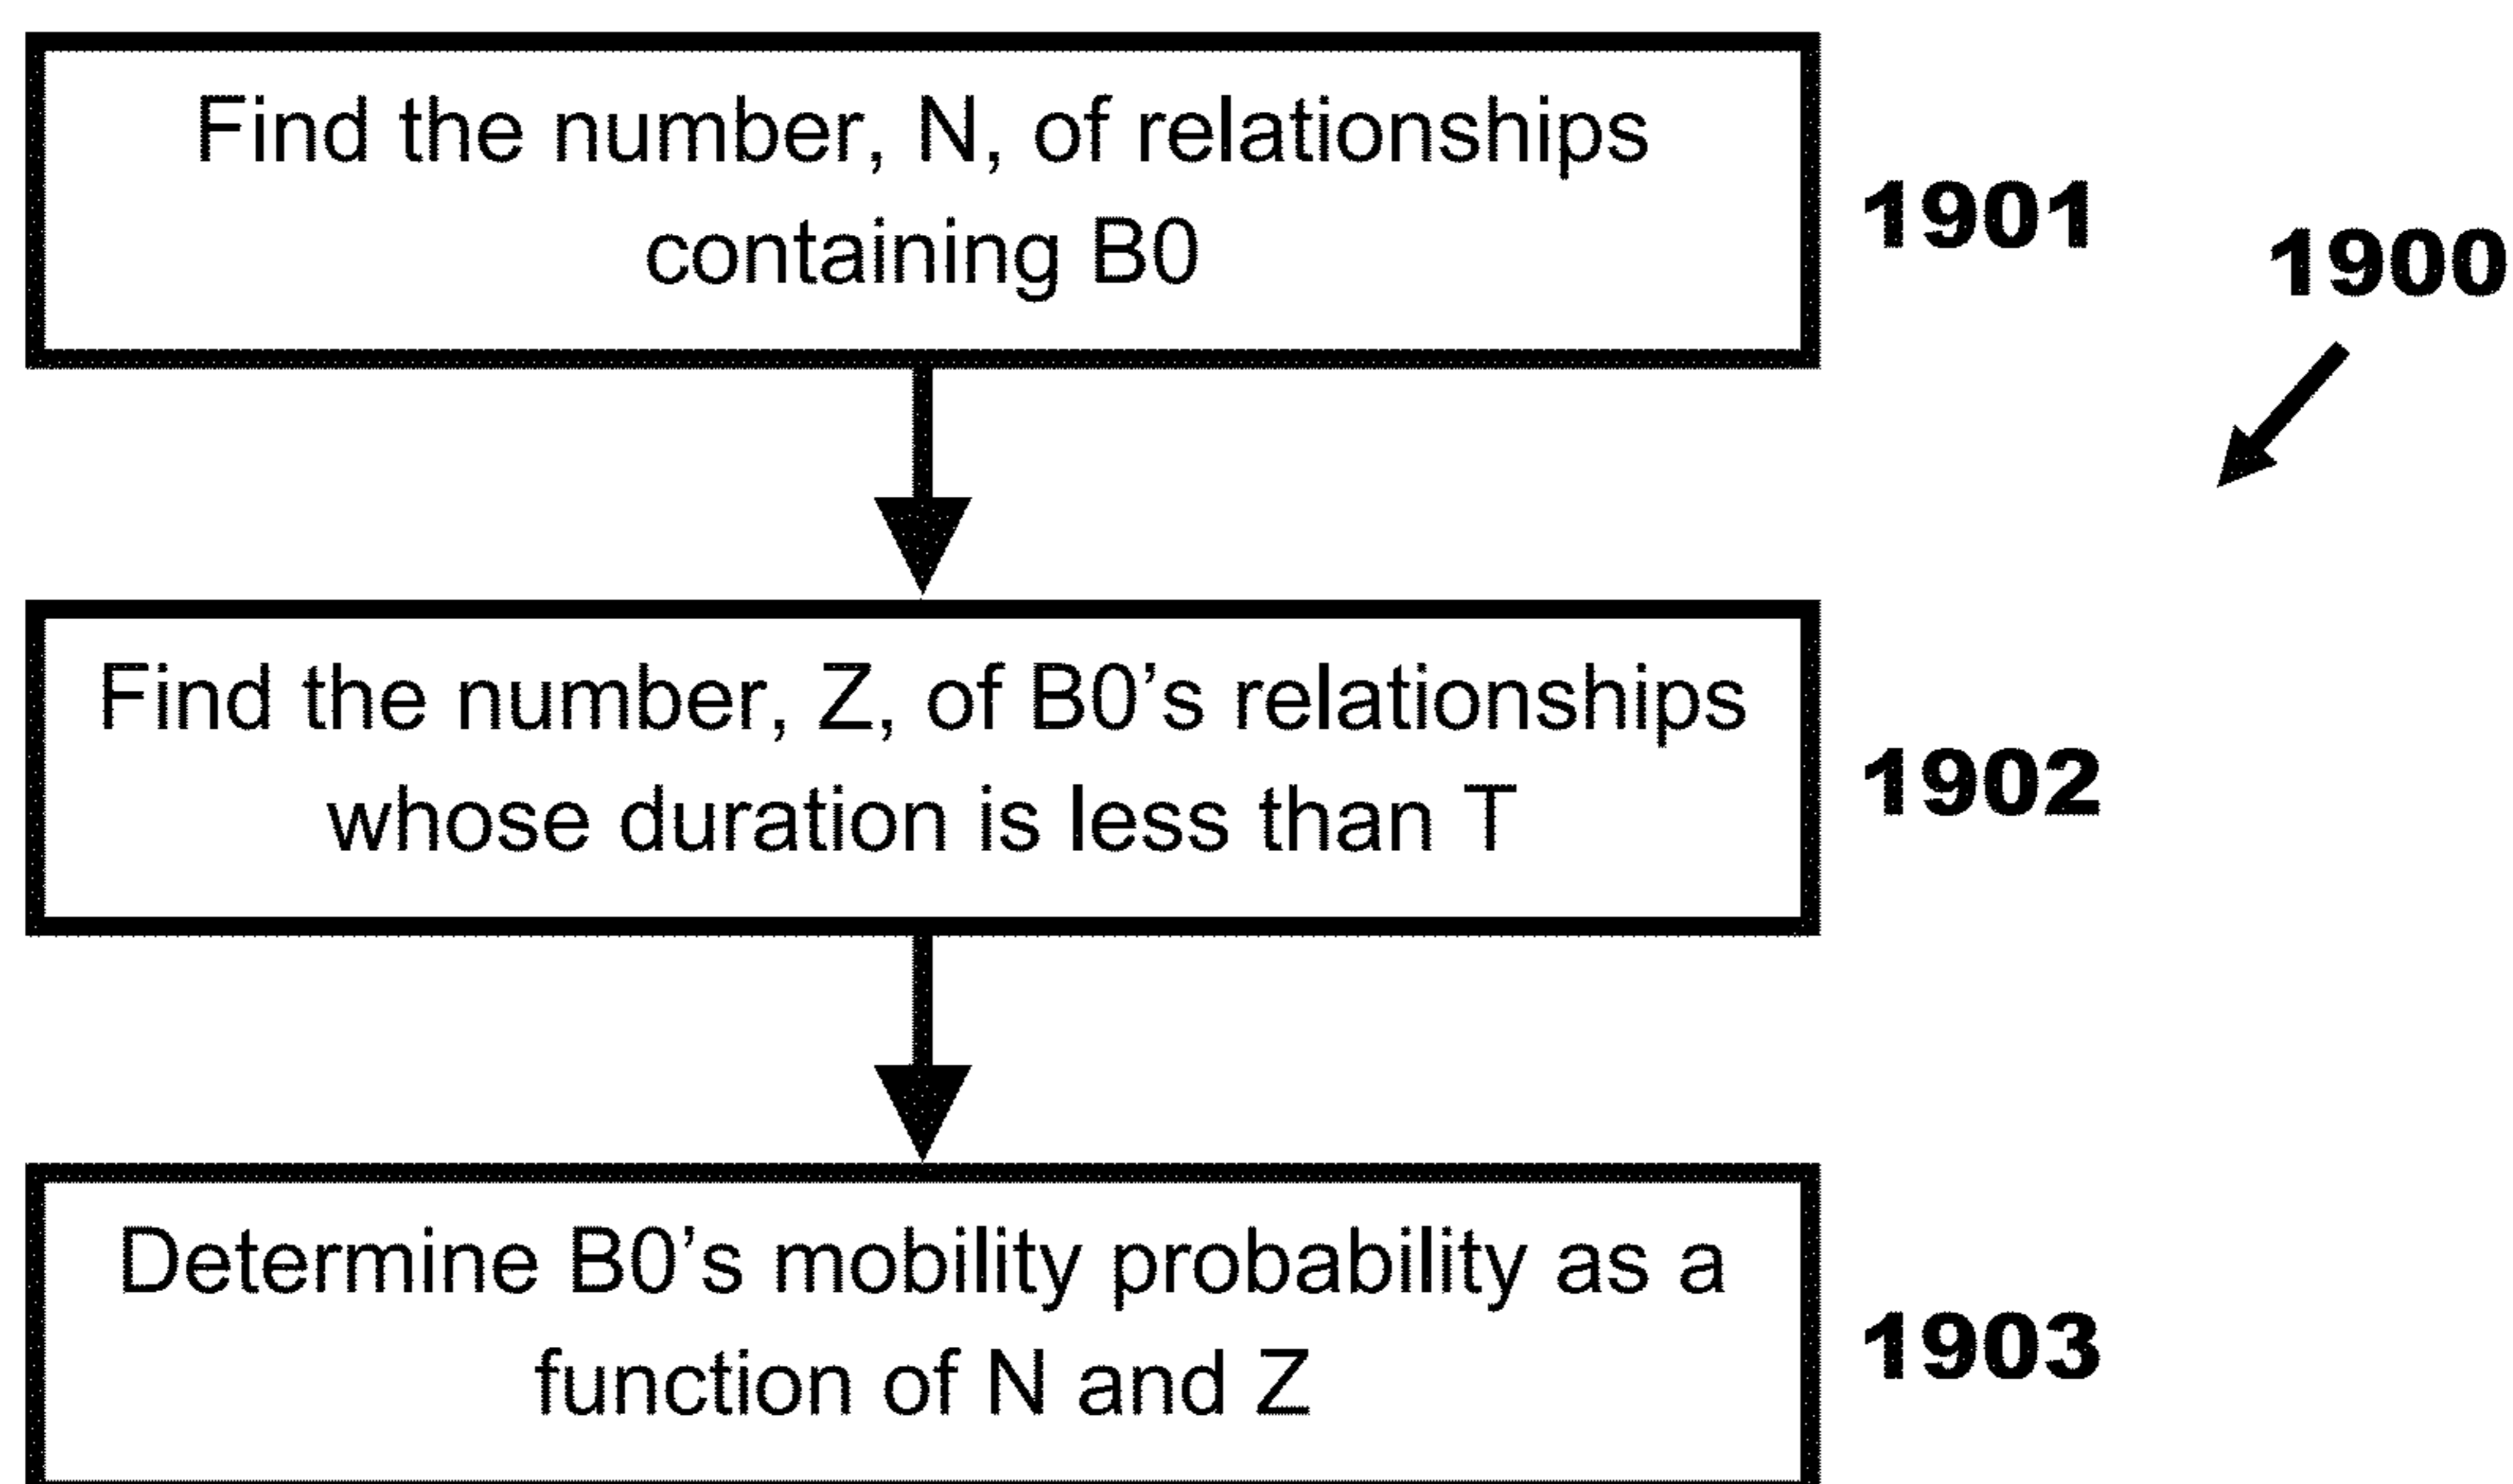 Find the number, N, of relationships
containing B0
1901
1900
Find the number, Z, of B0's relationships
whose duration is less than T
1902
Determine B0's mobility probability as a
function of N and Z
1903